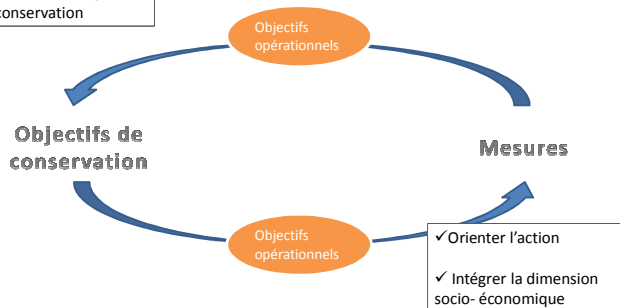 conservation
Objectifs
opérationnels
Objectifs de
conservation
Mesures
Objectifs
opérationnels
✓Orienter l'action
✓ Intégrer la dimension
socio- économique